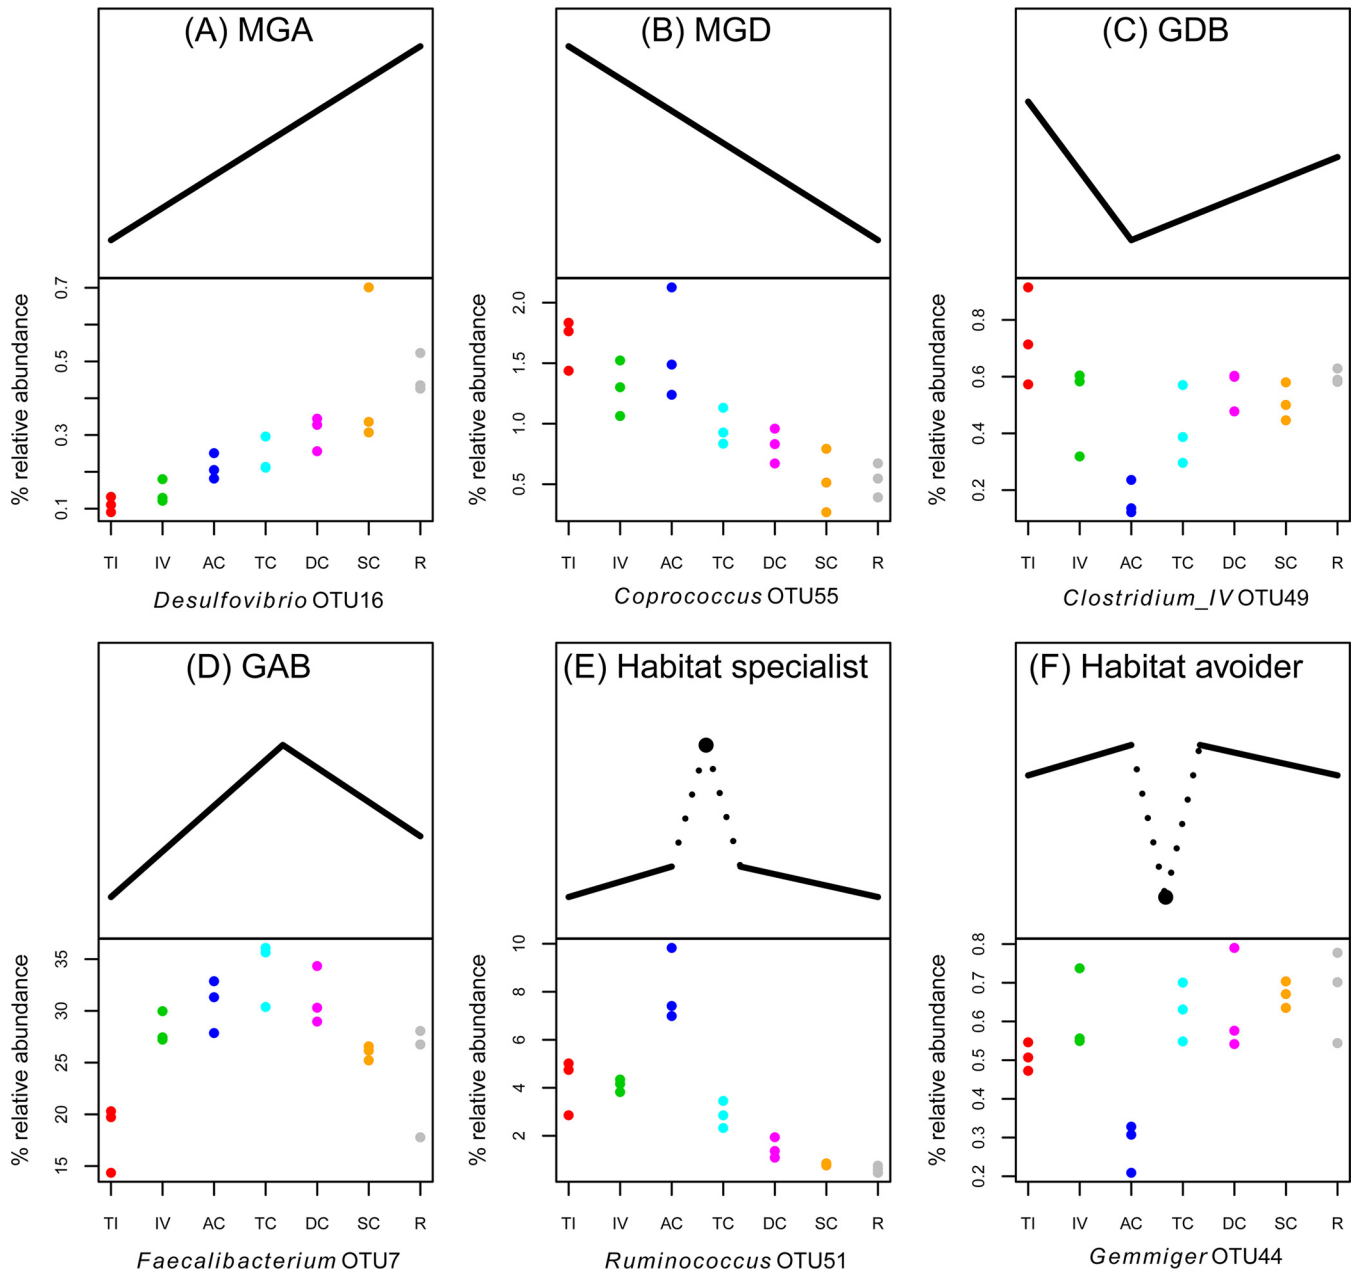 (A) MGA
(B) MGD
(C) GDB
% relative abundance
0.7
0.5
0.3
0.1
TI IV AC TC DC SC R
Desulfovibrio OTU16
% relative abundance
2.0
1.5
1.0
0.5
TI IV AC TC DC SC R
Coprococcus OTU55
% relative abundance
0.8
0.6
0.4
0.2
TI IV AC TC DC SC R
Clostridium_IV OTU49
(D) GAB
(E) Habitat specialist
(F) Habitat avoider
% relative abundance
35
30
25
20
15
TI IV AC TC DC SC R
Faecalibacterium OTU7
% relative abundance
10
8
6
4
2
TI IV AC TC DC SC R
Ruminococcus OTU51
% relative abundance
0.8
0.7
0.6
0.5
0.4
0.3
0.2
TI IV AC TC DC SC R
Gemmiger OTU44